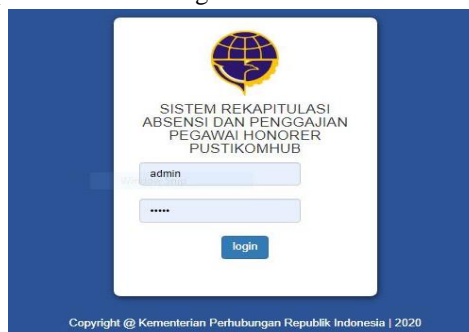 SISTEM REKAPITULASI
ABSENSI DAN PENGGAJIAN
PEGAWAI HONORER
PUSTIKOMHUB
admin
•••••
login
Copyright @ Kementerian Perhubungan Republik Indonesia | 2020